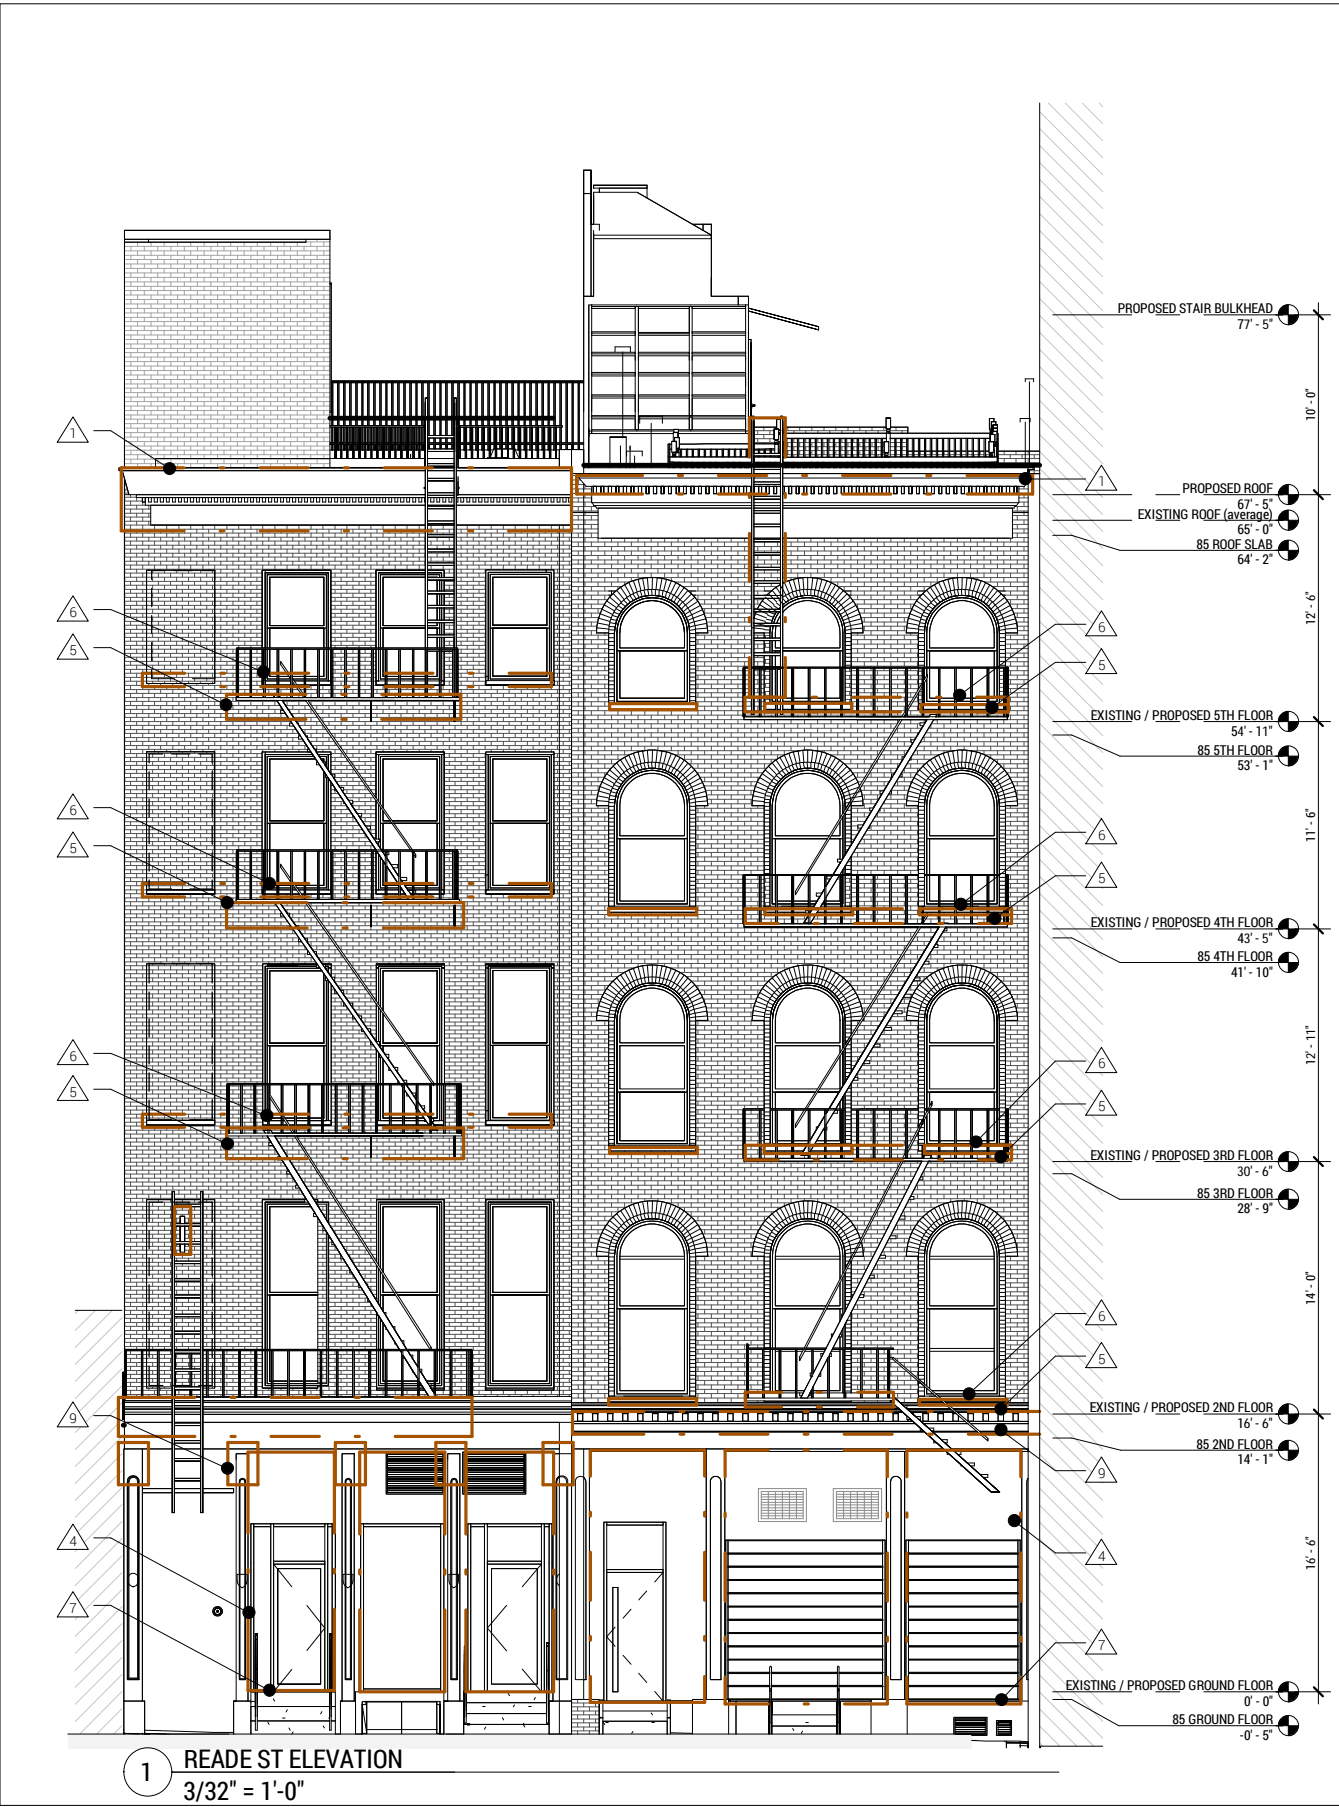 PROPOSED STAIR BULKHEAD
77' - 5"
10' - 0"
1
1
PROPOSED ROOF
67' - 5"
EXISTING ROOF (average)
65' - 0"
85 ROOF SLAB
64' - 2"
12' - 6"
6
6
5
5
EXISTING / PROPOSED 5TH FLOOR
54' - 11"
85 5TH FLOOR
53' - 1"
11' - 6"
6
6
5
5
EXISTING / PROPOSED 4TH FLOOR
43' - 5"
85 4TH FLOOR
41' - 10"
12' - 11"
6
6
5
5
EXISTING / PROPOSED 3RD FLOOR
30' - 6"
85 3RD FLOOR
28' - 9"
14' - 0"
6
5
EXISTING / PROPOSED 2ND FLOOR
16' - 6"
9
85 2ND FLOOR
14' - 1"
9
16' - 6"
4
4
7
7
EXISTING / PROPOSED GROUND FLOOR
0' - 0"
85 GROUND FLOOR
-0' - 5"
1
READE ST ELEVATION
3/32" = 1'-0"